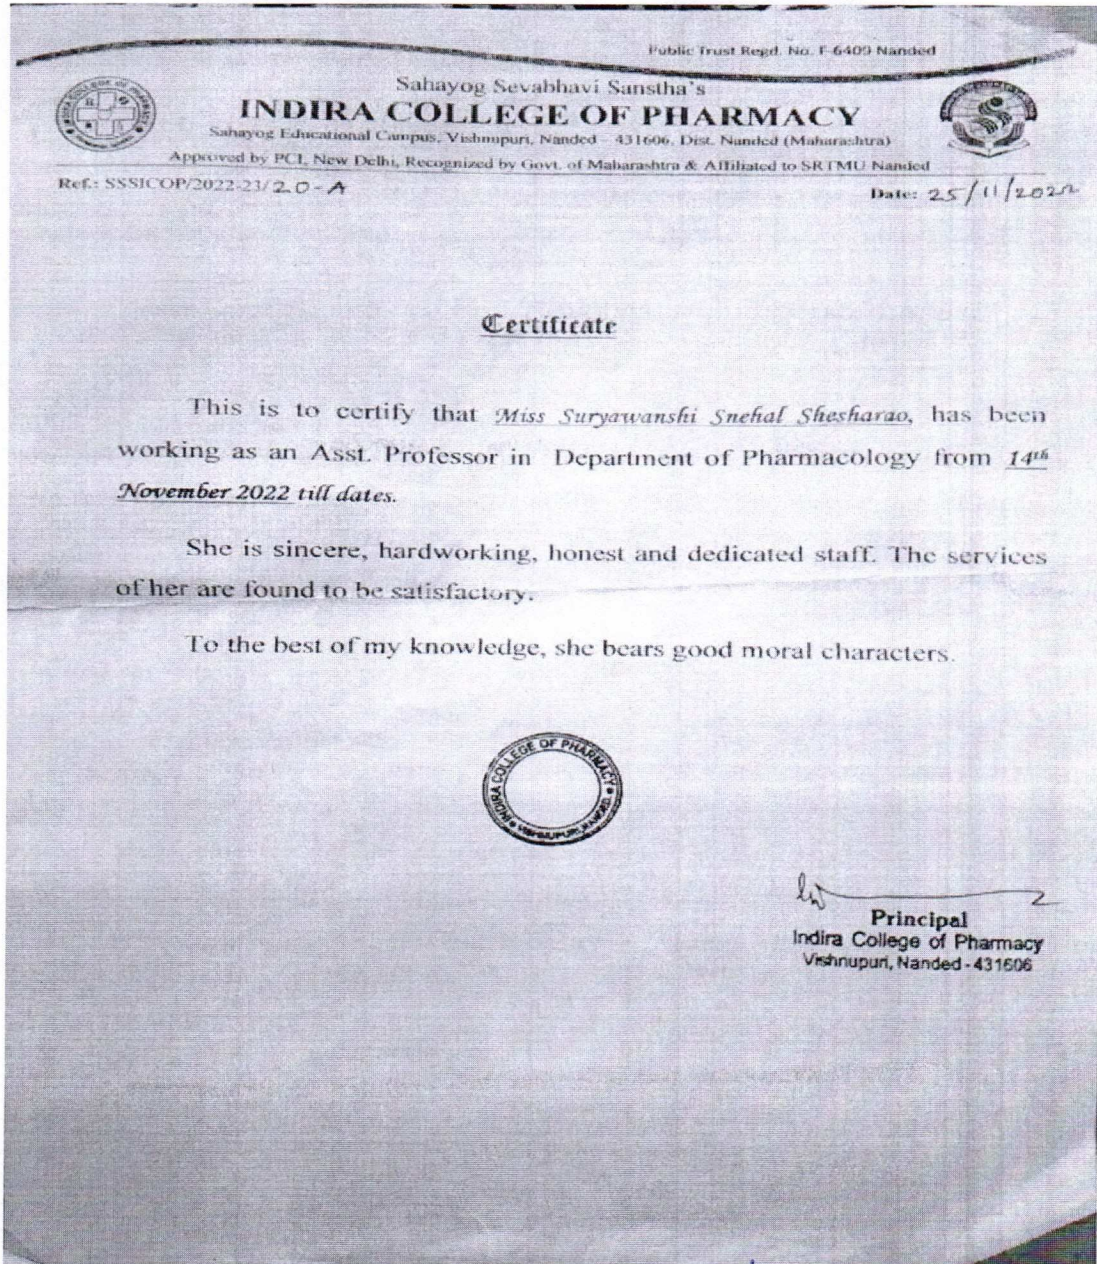 Public Trust Regd. No. F-6409 Nanded
Sahayog Sevabhavi Sanstha's
INDIRA COLLEGE OF PHARMACY
Sahayog Educational Campus, Vishnupuri, Nanded - 431606, Dist. Nanded (Maharashtra)
Approved by PCI, New Delhi, Recognized by Govt. of Maharashtra & Affiliated to SRTMU Nanded
Ref.: SSSICOP/2022-23/20-A Date: 25/11/2022
Certificate
This is to certify that Miss Suryawanshi Snehal Shesharao, has been
working as an Asst. Professor in Department of Pharmacology from 14th
November 2022 till dates.
She is sincere, hardworking, honest and dedicated staff. The services
of her are found to be satisfactory.
To the best of my knowledge, she bears good moral characters.
INDIRA COLLEGE OF PHARMACY
VISHNUPURI, NANDED.
Principal
Indira College of Pharmacy
Vishnupuri, Nanded - 431606